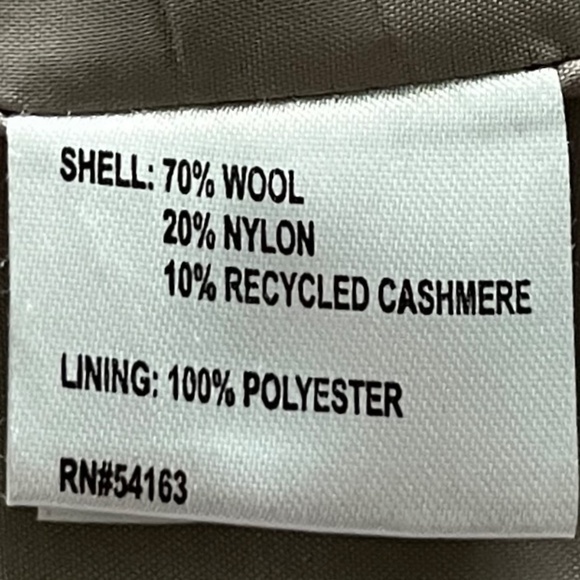 SHELL: 70% WOOL
20% NYLON
10% RECYCLED CASHMERE
LINING: 100% POLYESTER
RN#54163